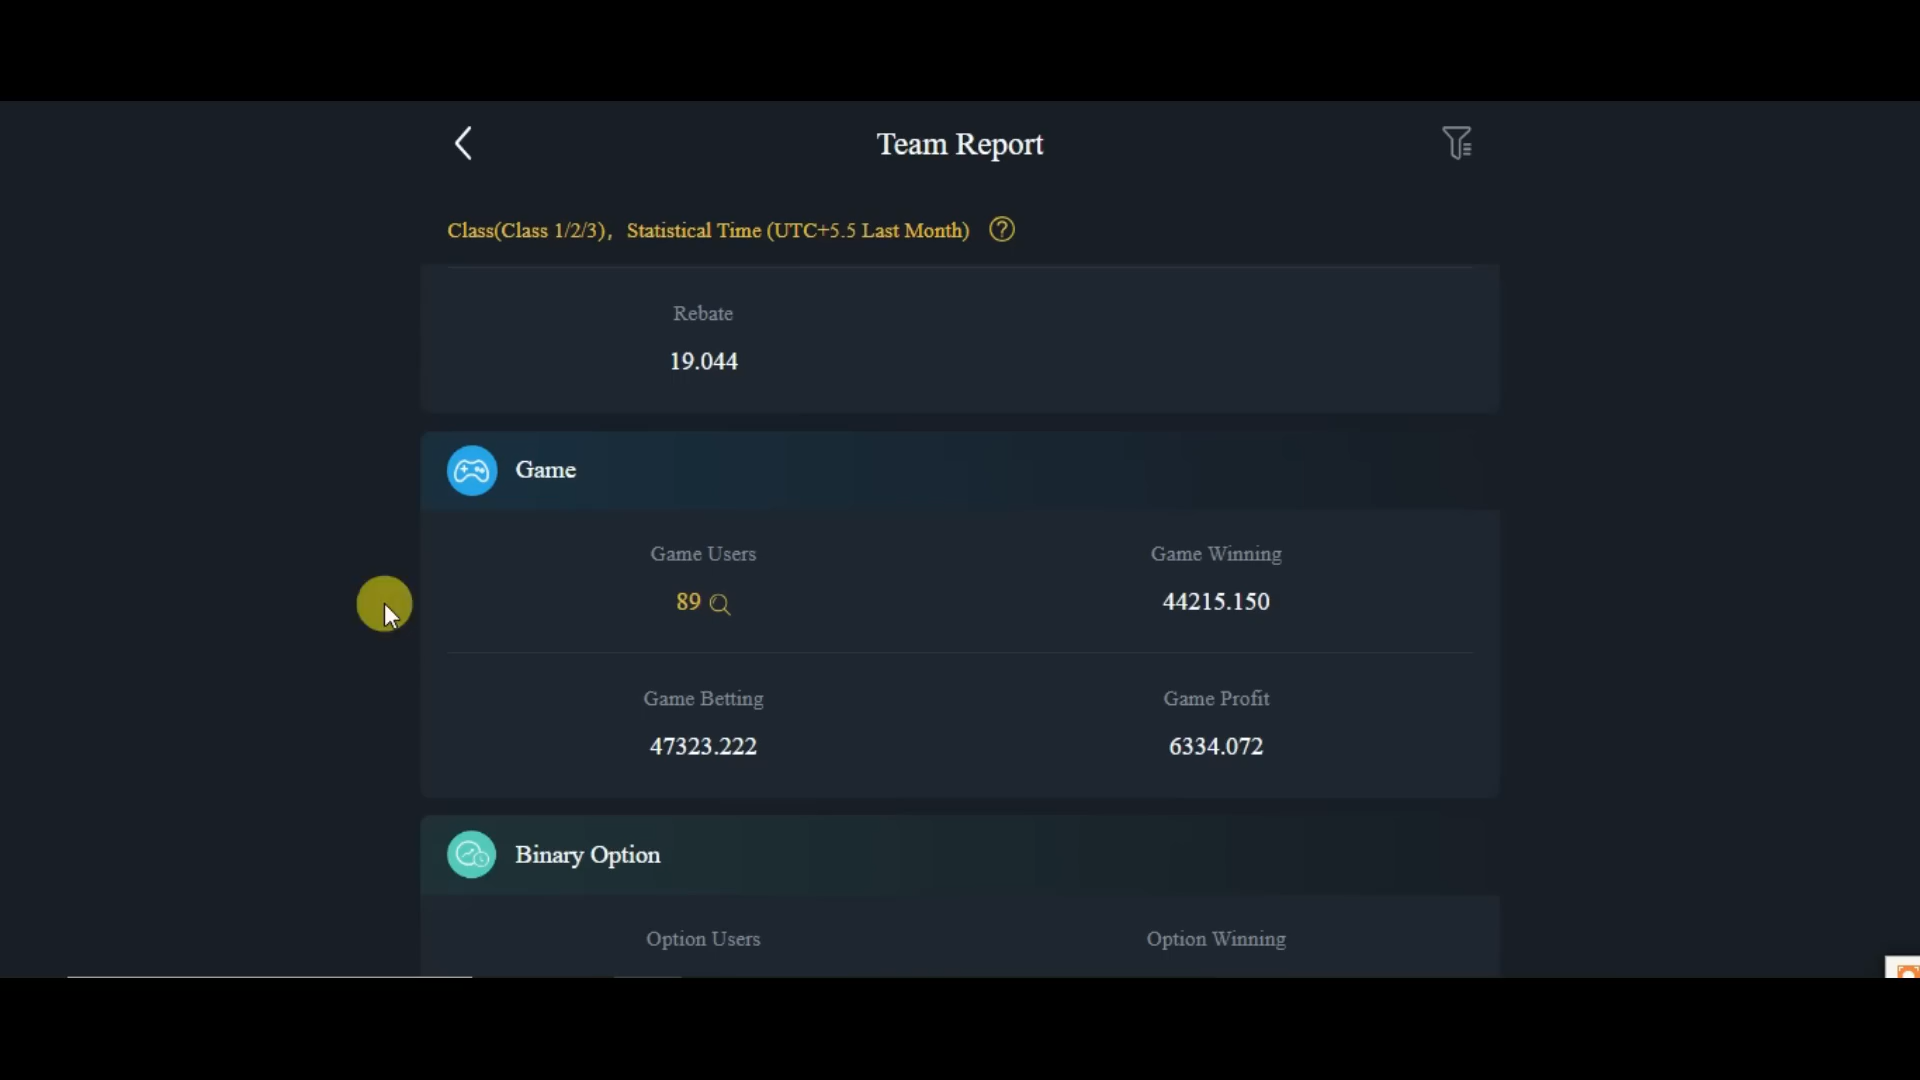 Team Report
Class(Class 1/2/3),  Statistical Time (UTC+5.5 Last Month) ?
Rebate
19.044
Game
Game Users Game Winning
89 44215.150
Game Betting Game Profit
47323.222 6334.072
Binary Option
Option Users Option Winning